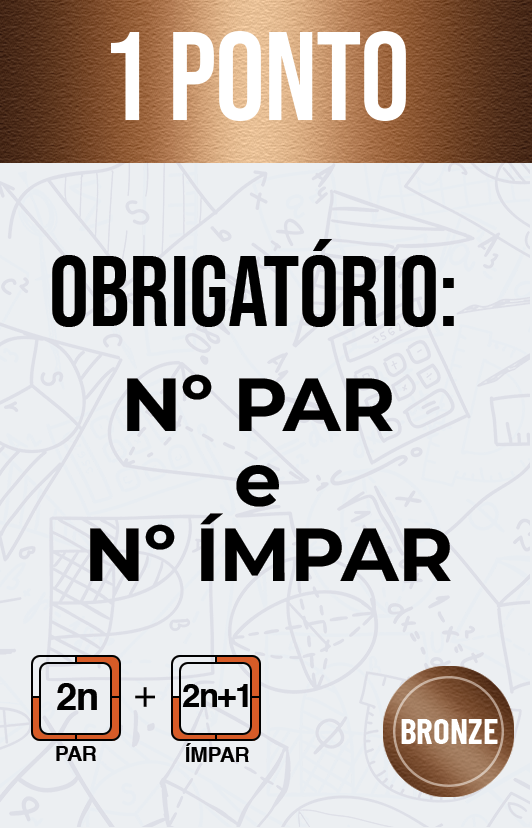 1 PONTO
OBRIGATÓRIO:
Nº PAR
e
Nº ÍMPAR
2n + 2n+1
PAR ÍMPAR
BRONZE